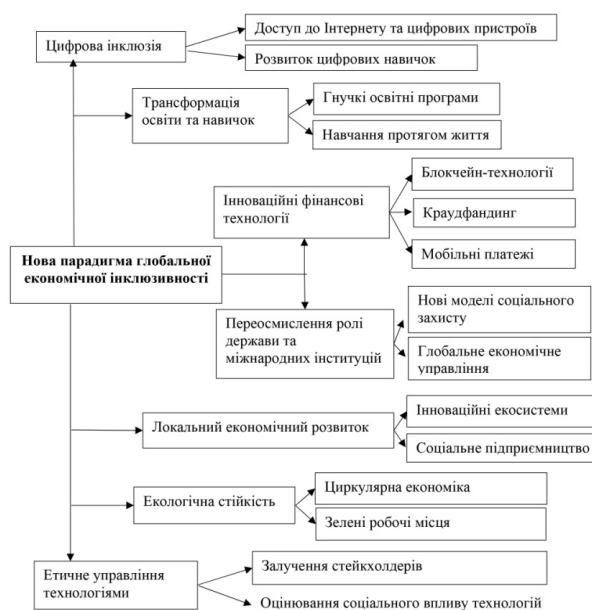 Цифрова інклюзія
Доступ до Інтернету та цифрових пристроїв
Розвиток цифрових навичок
Трансформація
освіти та навичок
Гнучкі освітні програми
Навчання протягом життя
Інноваційні фінансові
технології
Блокчейн-технології
Краудфандинг
Мобільні платежі
Нова парадигма глобальної
економічної інклюзивності
Переосмислення ролі
держави та
міжнародних інституцій
Нові моделі соціального
захисту
Глобальне економічне
управління
Локальний економічний розвиток
Інноваційні екосистеми
Соціальне підприємництво
Екологічна стійкість
Циркулярна економіка
Зелені робочі місця
Етичне управління
технологіями
Залучення стейкхолдерів
Оцінювання соціального впливу технологій